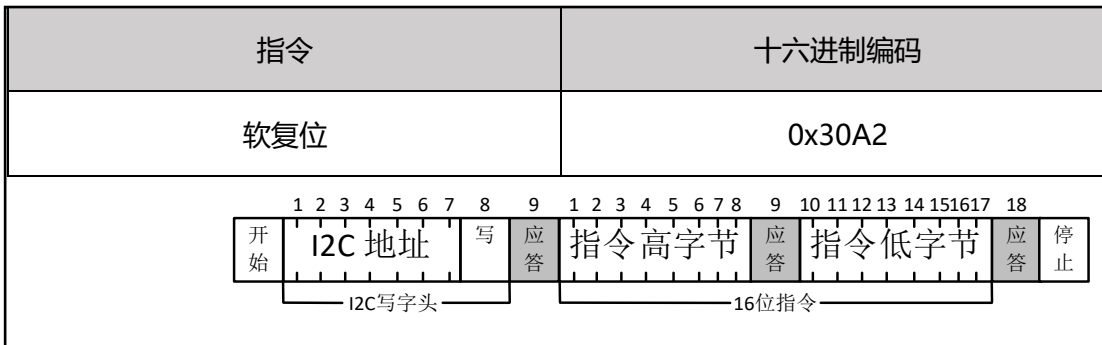 指令 十六进制编码
软复位 0x30A2
1 2 3 4 5 6 7 8 9 1 2 3 4 5 6 7 8 9 10 11 12 13 14 15 16 17 18
开始 I2C 地址 写 应答 指令高字节 应答 指令低字节 应答 停止
I2C写字头 16位指令